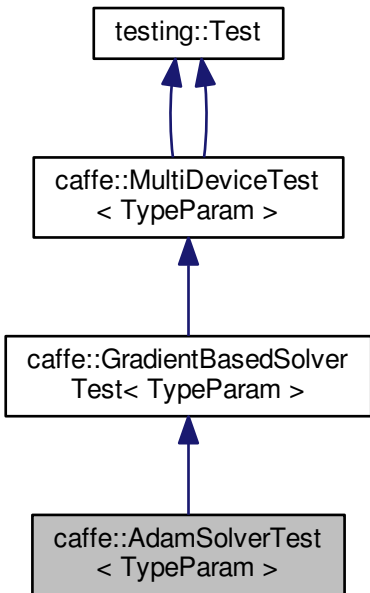 testing::Test
caffe::MultiDeviceTest
< TypeParam >
caffe::GradientBasedSolver
Test< TypeParam >
caffe::AdamSolverTest
< TypeParam >